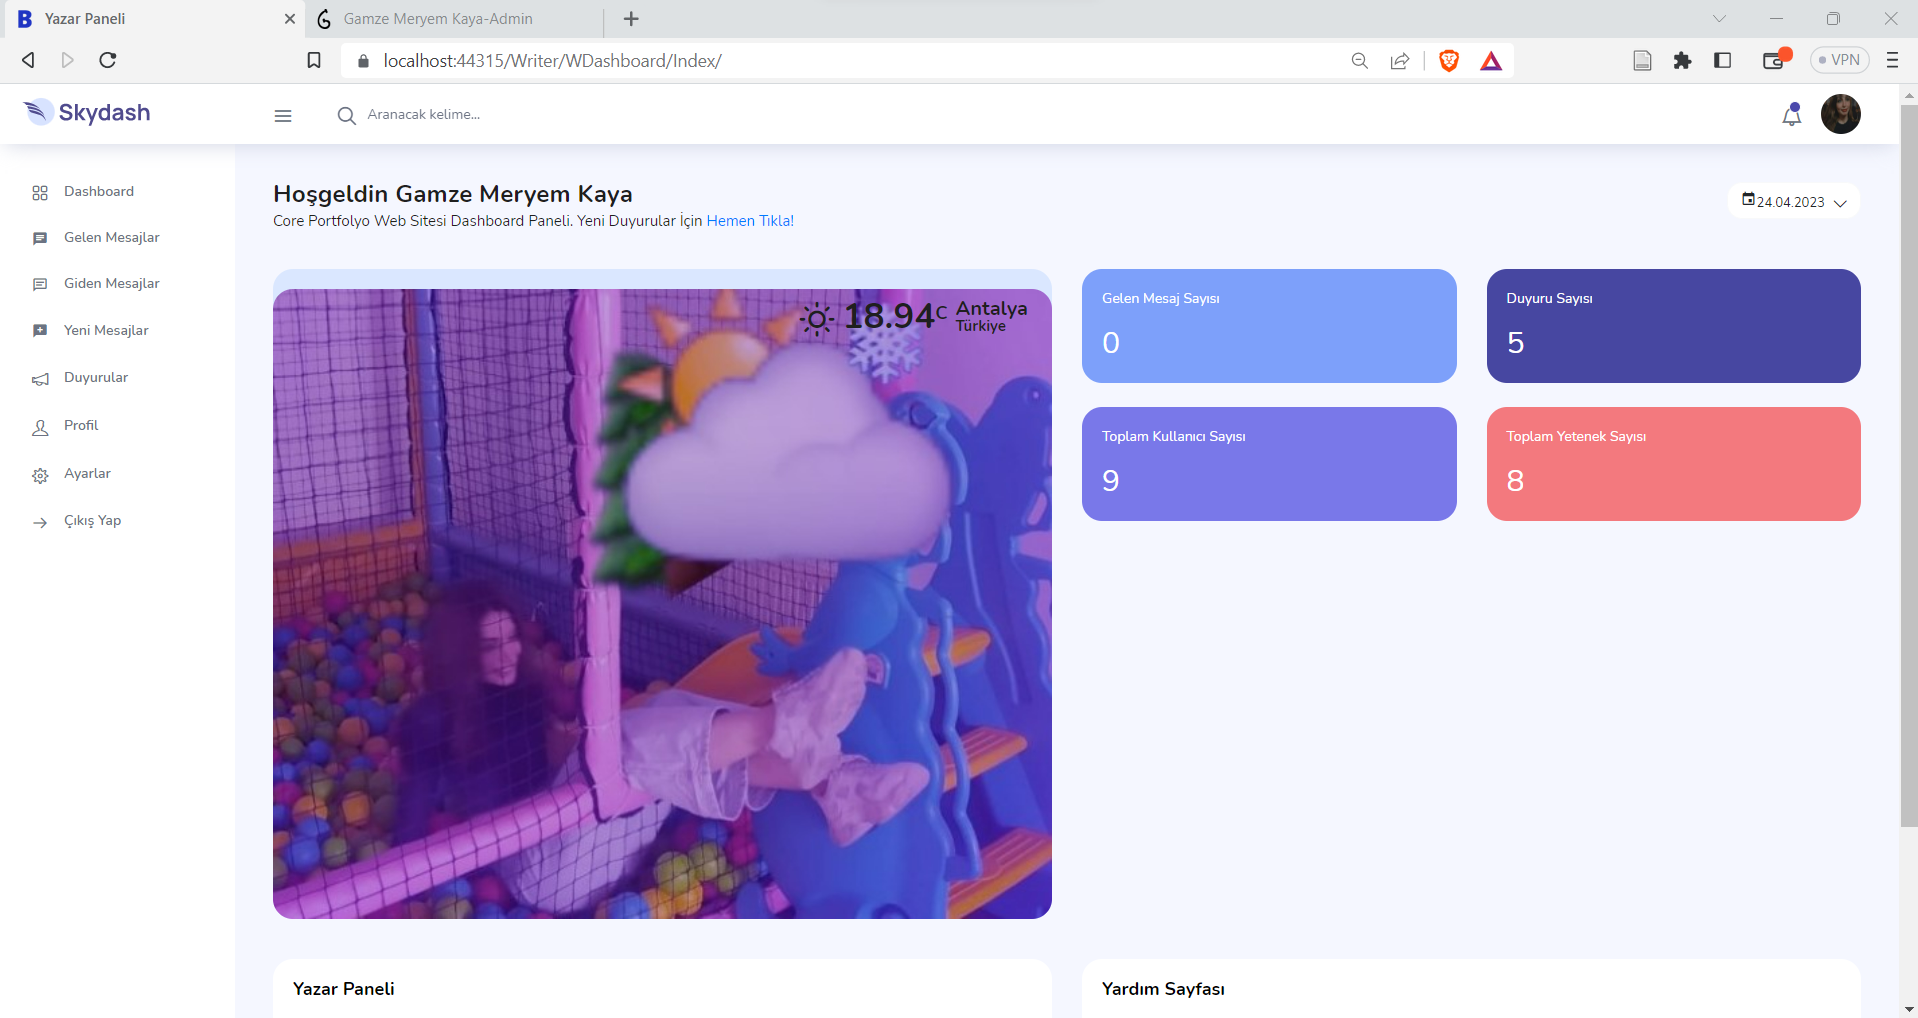 Yazar Paneli
Gamze Meryem Kaya-Admin
localhost:44315/Writer/WDashboard/Index/
VPN
Skydash
Aranacak kelime...
Dashboard
Gelen Mesajlar
Giden Mesajlar
Yeni Mesajlar
Duyurular
Profil
Ayarlar
Çıkış Yap
Hoşgeldin Gamze Meryem Kaya
Core Portfolyo Web Sitesi Dashboard Paneli. Yeni Duyurular İçin Hemen Tıkla!
24.04.2023
18.94C
Antalya
Türkiye
Gelen Mesaj Sayısı
0
Duyuru Sayısı
5
Toplam Kullanıcı Sayısı
9
Toplam Yetenek Sayısı
8
Yazar Paneli
Yardım Sayfası